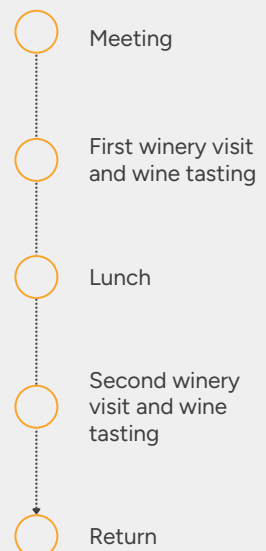 Meeting
First winery visit
and wine tasting
Lunch
Second winery
visit and wine
tasting
Return